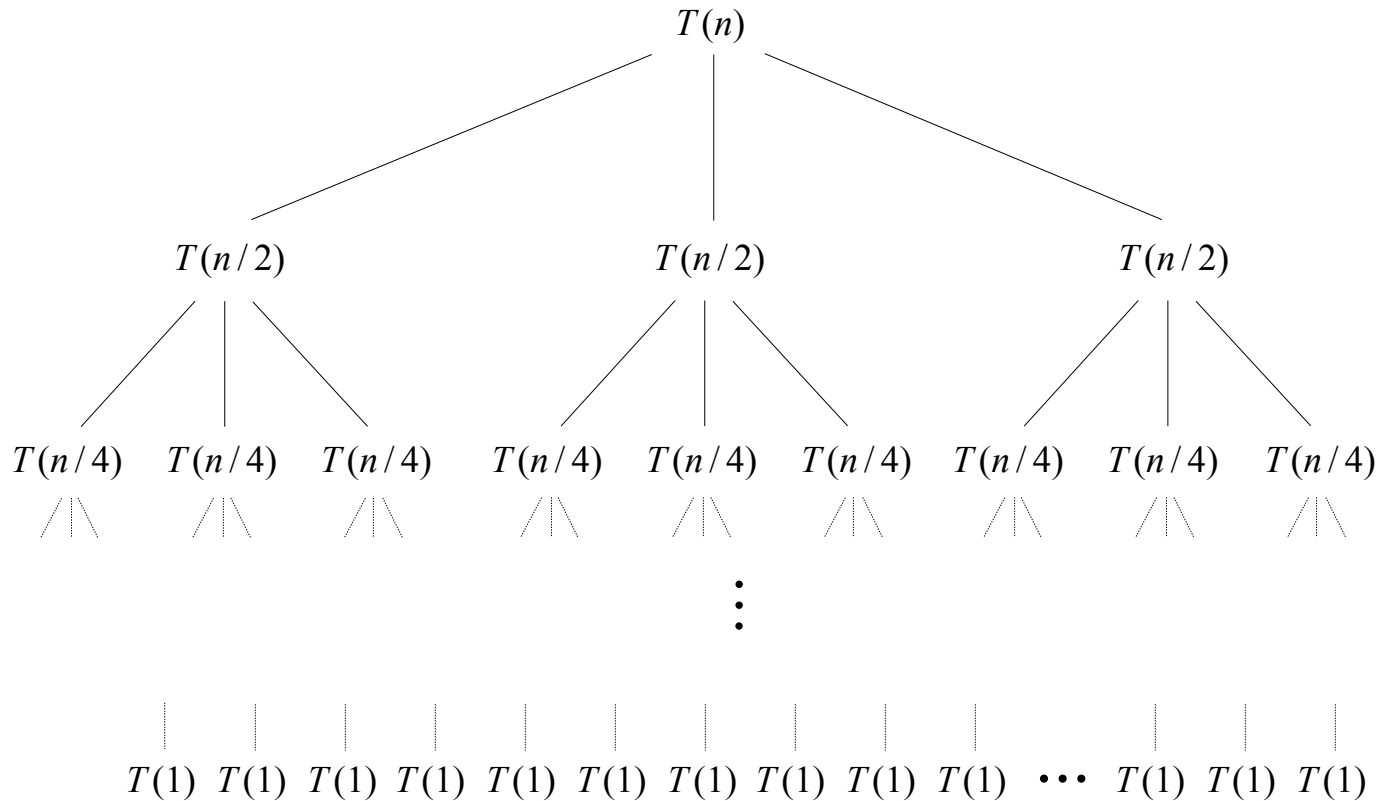 T(n)
T(n/2) T(n/2) T(n/2)
T(n/4) T(n/4) T(n/4) T(n/4) T(n/4) T(n/4) T(n/4) T(n/4) T(n/4)
⋮
T(1) T(1) T(1) T(1) T(1) T(1) T(1) T(1) T(1) T(1) ⋯ T(1) T(1) T(1)